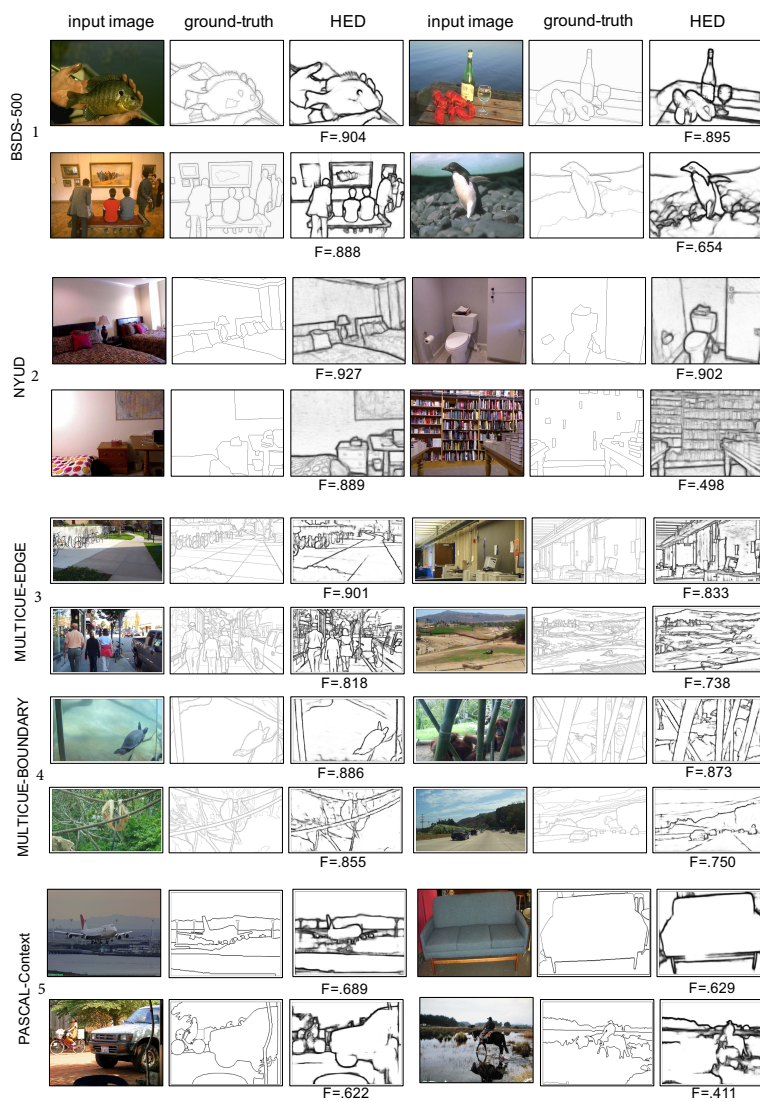 input image ground-truth HED input image ground-truth HED
BSDS-500
1
F=.904 F=.895
F=.888 F=.654
NYUD
2
F=.927 F=.902
F=.889 F=.498
MULTICUE-EDGE
3
F=.901 F=.833
F=.818 F=.738
MULTICUE-BOUNDARY
4
F=.886 F=.873
F=.855 F=.750
PASCAL-Context
5
F=.689 F=.629
F=.622 F=.411